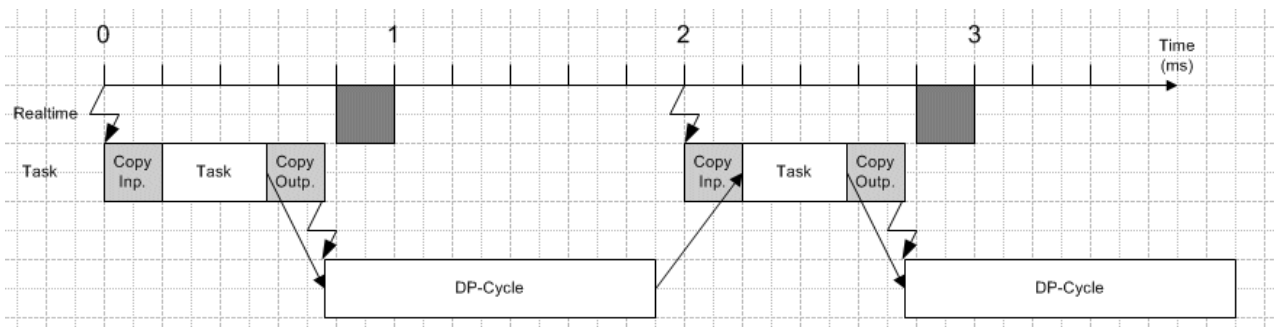 0 1 2 3
Time
(ms)
Realtime
Task
Copy
Inp.
Task
Copy
Outp.
Copy
Inp.
Task
Copy
Outp.
DP-Cycle
DP-Cycle